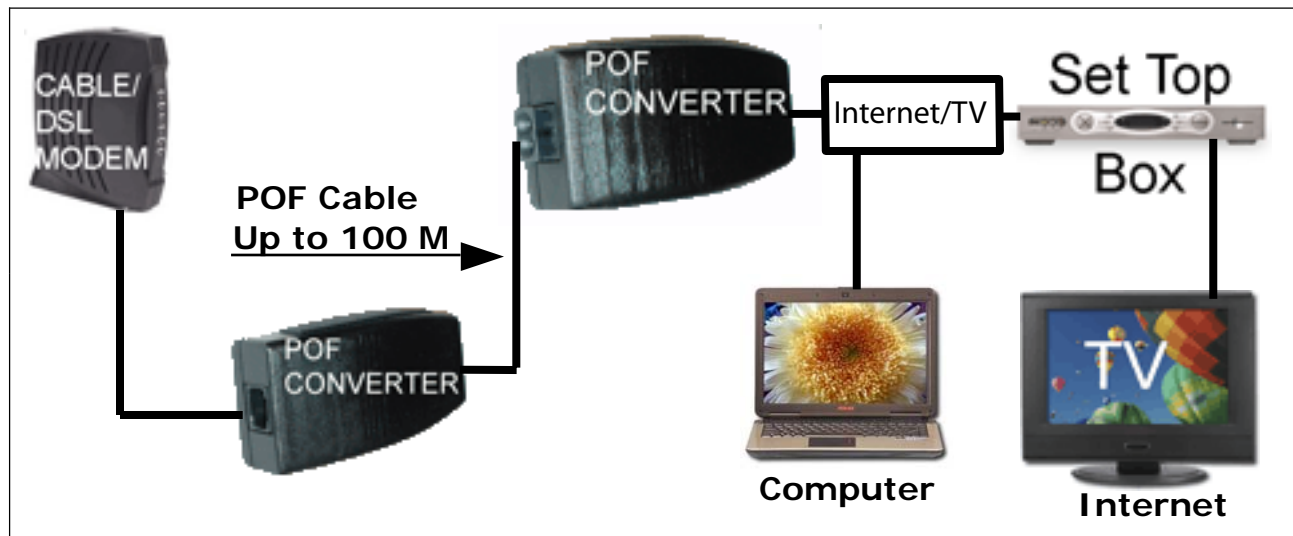 CABLE/
DSL
MODEM
POF
CONVERTER
Internet/TV
Set Top
Box
POF Cable
Up to 100 M
POF
CONVERTER
TV
Computer
Internet